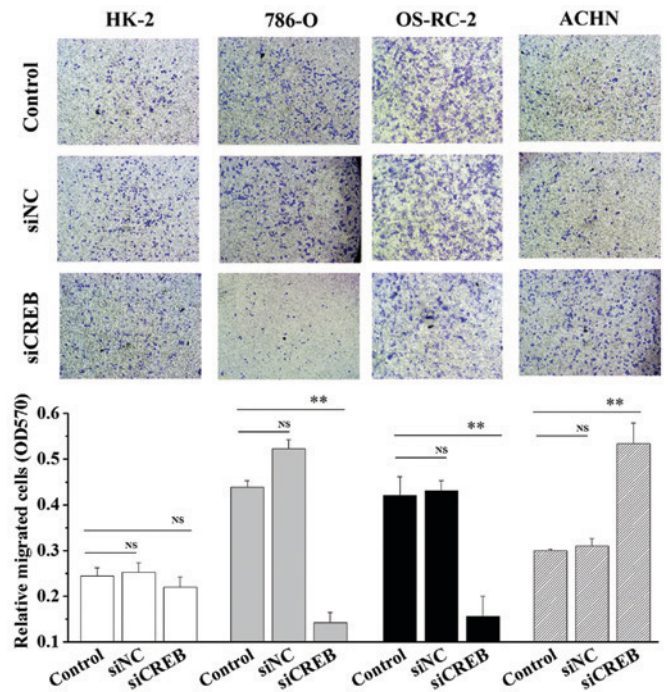 HK-2 786-O OS-RC-2 ACHN
Control
siNC
siCREB
Relative migrated cells (OD570)
0.6
0.5
0.4
0.3
0.2
0.1
NS
NS
**
NS
**
NS
**
NS
Control siNC siCREB Control siNC siCREB Control siNC siCREB Control siNC siCREB